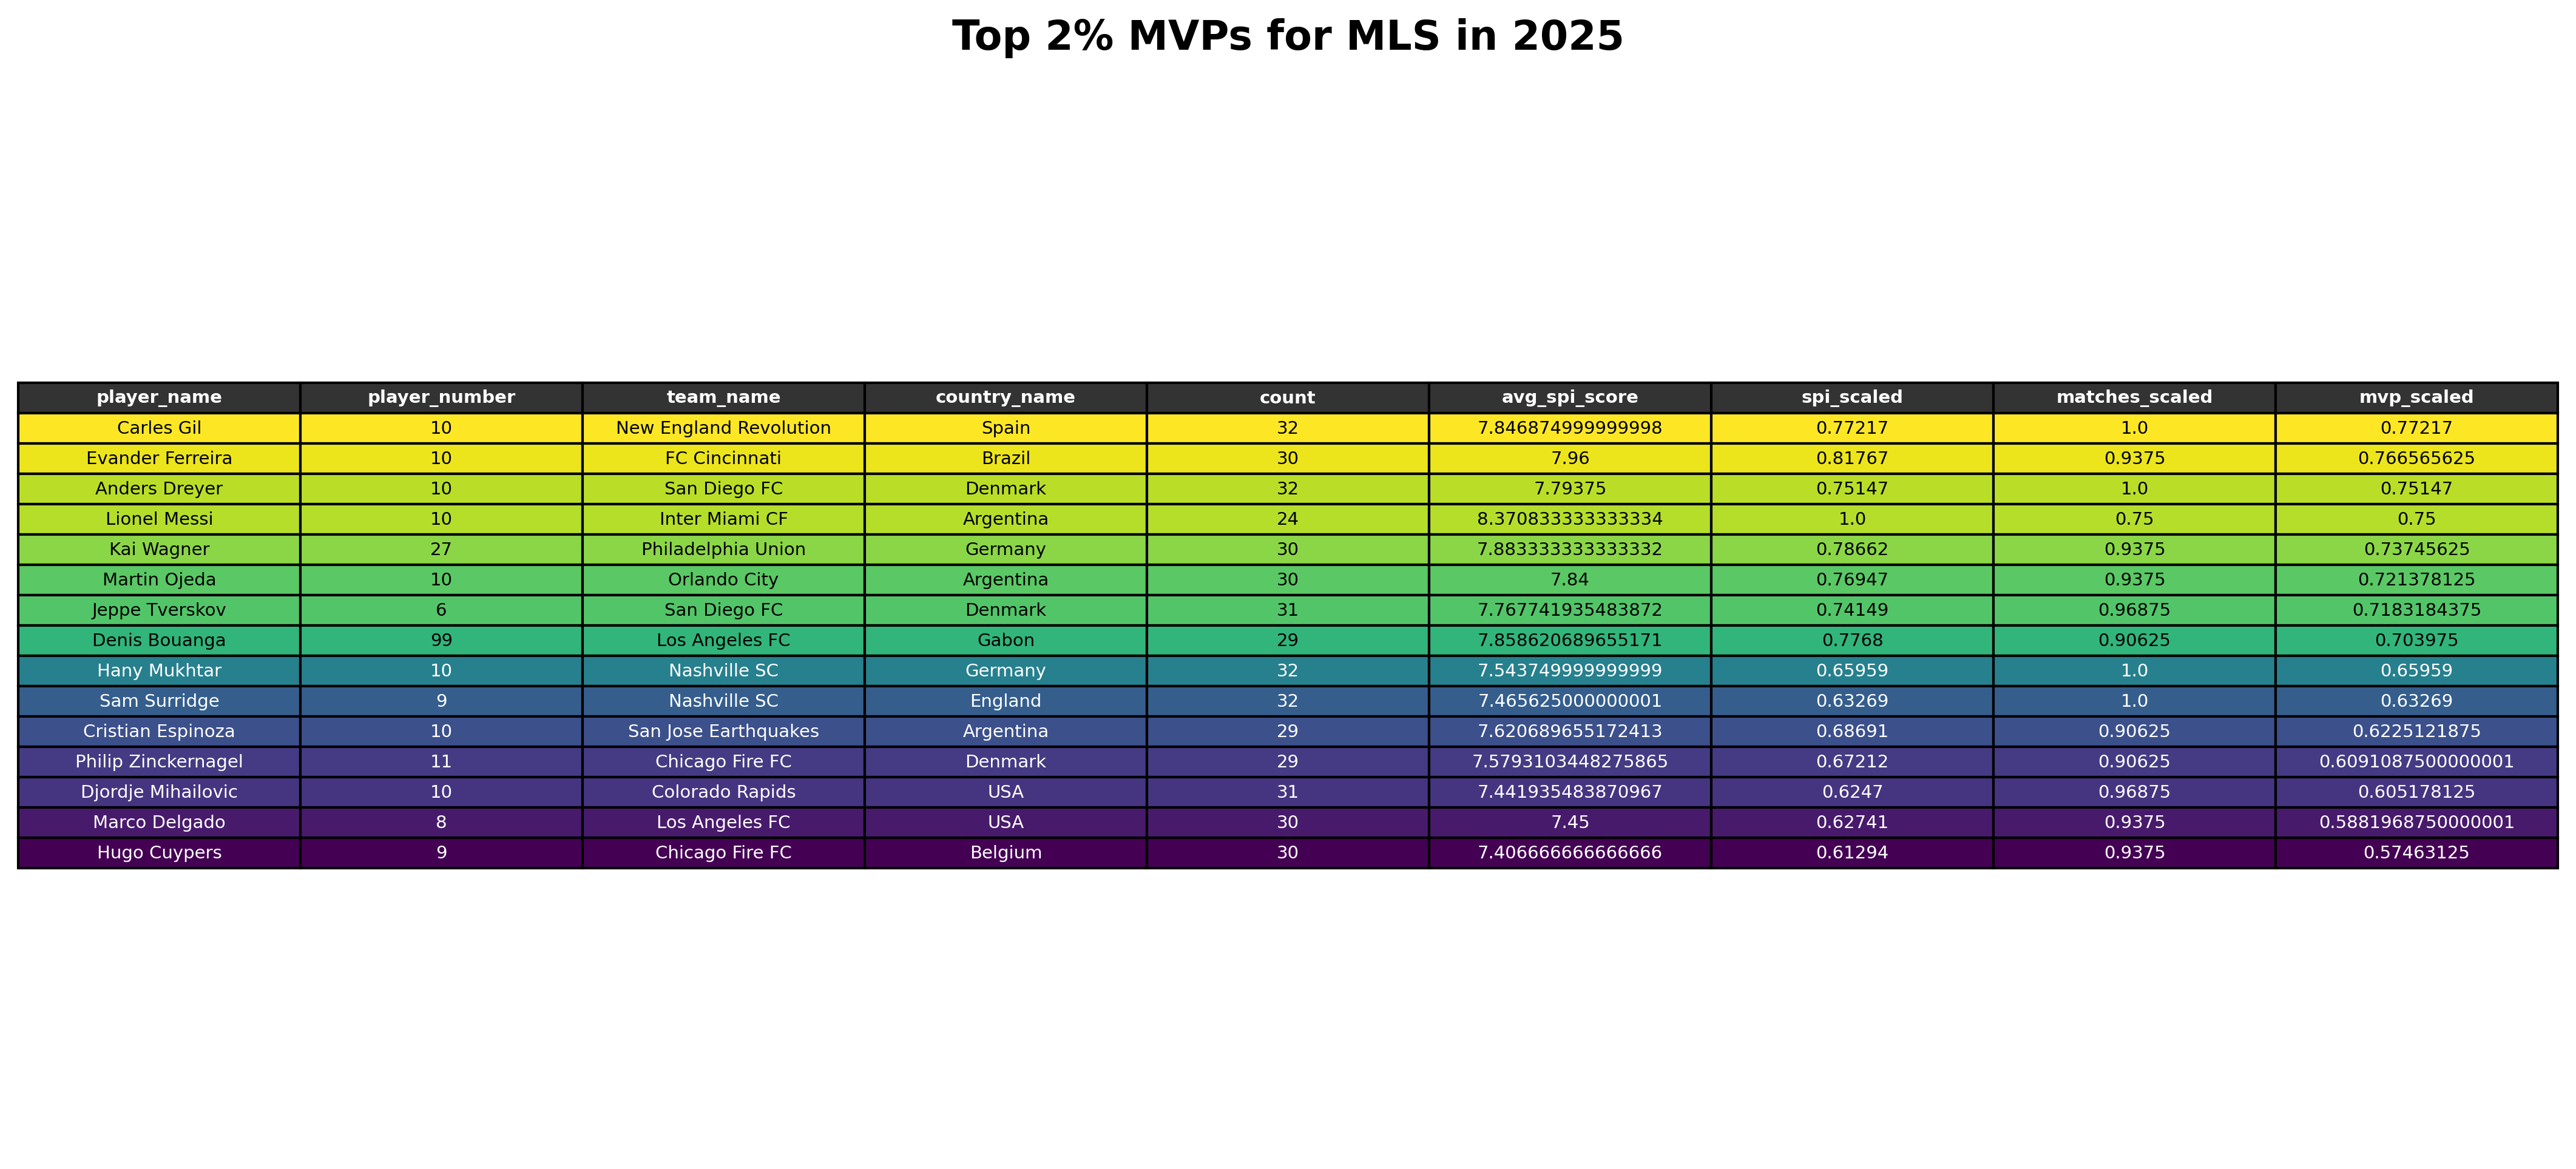 Top 2% MVPs for MLS in 2025
player_name player_number team_name country_name count avg_spi_score spi_scaled matches_scaled mvp_scaled
Carles Gil 10 New England Revolution Spain 32 7.846874999999998 0.77217 1.0 0.77217
Evander Ferreira 10 FC Cincinnati Brazil 30 7.96 0.81767 0.9375 0.766565625
Anders Dreyer 10 San Diego FC Denmark 32 7.79375 0.75147 1.0 0.75147
Lionel Messi 10 Inter Miami CF Argentina 24 8.370833333333334 1.0 0.75 0.75
Kai Wagner 27 Philadelphia Union Germany 30 7.883333333333332 0.78662 0.9375 0.73745625
Martin Ojeda 10 Orlando City Argentina 30 7.84 0.76947 0.9375 0.721378125
Jeppe Tverskov 6 San Diego FC Denmark 31 7.767741935483872 0.74149 0.96875 0.7183184375
Denis Bouanga 99 Los Angeles FC Gabon 29 7.858620689655171 0.7768 0.90625 0.703975
Hany Mukhtar 10 Nashville SC Germany 32 7.543749999999999 0.65959 1.0 0.65959
Sam Surridge 9 Nashville SC England 32 7.465625000000001 0.63269 1.0 0.63269
Cristian Espinoza 10 San Jose Earthquakes Argentina 29 7.620689655172413 0.68691 0.90625 0.6225121875
Philip Zinckernagel 11 Chicago Fire FC Denmark 29 7.5793103448275865 0.67212 0.90625 0.6091087500000001
Djordje Mihailovic 10 Colorado Rapids USA 31 7.441935483870967 0.6247 0.96875 0.605178125
Marco Delgado 8 Los Angeles FC USA 30 7.45 0.62741 0.9375 0.5881968750000001
Hugo Cuypers 9 Chicago Fire FC Belgium 30 7.406666666666666 0.61294 0.9375 0.57463125